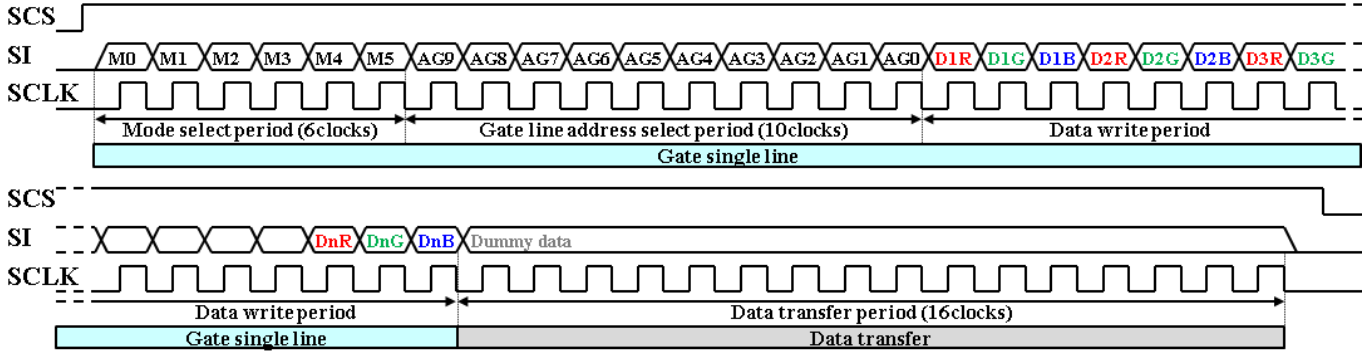 SCS
SI M0 M1 M2 M3 M4 M5 AG9 AG8 AG7 AG6 AG5 AG4 AG3 AG2 AG1 AG0 D1R D1G D1B D2R D2G D2B D3R D3G
SCLK
Mode select period (6clocks) Gate line address select period (10clocks) Data write period
Gate single line
SCS
SI DnR DnG DnB Dummy data
SCLK
Data write period Data transfer period (16clocks)
Gate single line Data transfer